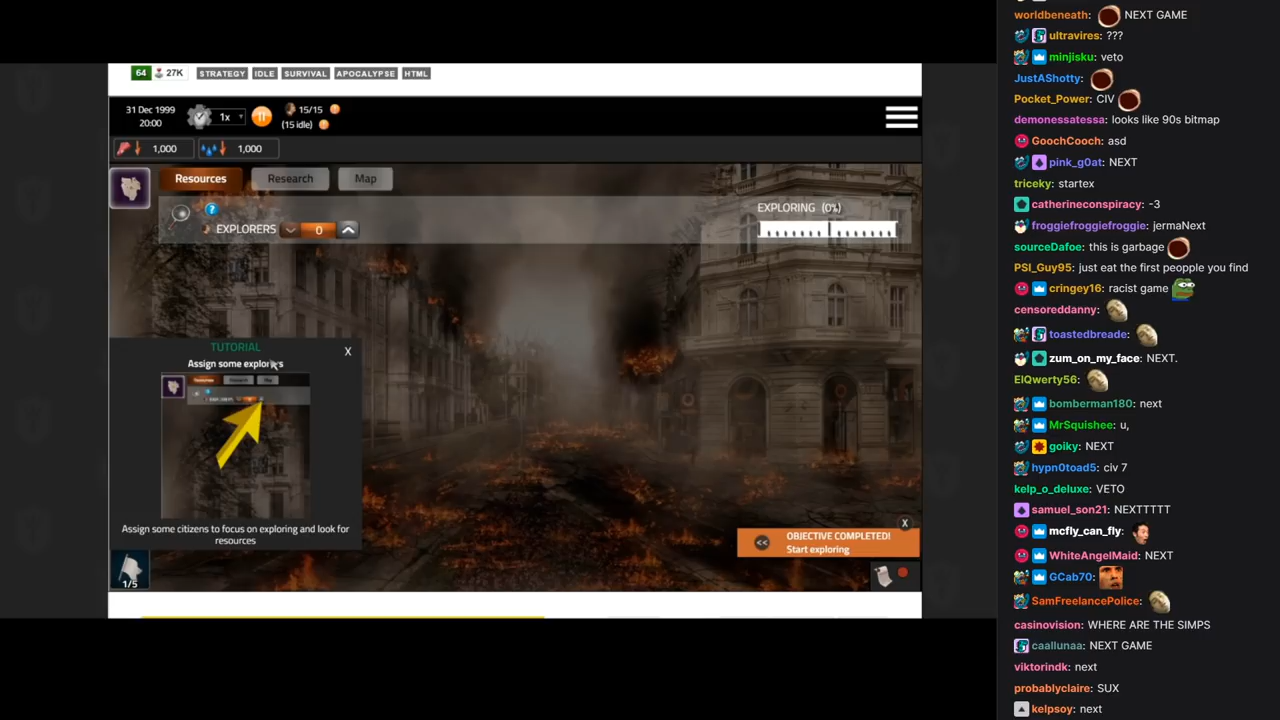 64 27K STRATEGY IDLE SURVIVAL APOCALYPSE HTML
31 Dec 1999
20:00
1x
15/15
(15 idle)
1,000
1,000
Resources
Research
Map
EXPLORERS 0
EXPLORING (0%)
TUTORIAL
X
Assign some explorers
Assign some citizens to focus on exploring and look for
resources
1/5
X
<< OBJECTIVE COMPLETED!
Start exploring
worldbeneath: NEXT GAME
ultravires: ???
minjisku: veto
JustAShotty:
Pocket_Power: CIV
demonessatessa: looks like 90s bitmap
GoochCooch: asd
pink_g0at: NEXT
triceky: startex
catherineconspiracy: -3
froggiefroggiefroggie: jermaNext
sourceDafoe: this is garbage
PSI_Guy95: just eat the first peopple you find
cringey16: racist game
censoreddanny:
toastedbreade:
zum_on_my_face: NEXT.
ElQwerty56:
bomberman180: next
MrSquishee: u,
goiky: NEXT
hypn0toad5: civ 7
kelp_o_deluxe: VETO
samuel_son21: NEXTTTTT
mcfly_can_fly:
WhiteAngelMaid: NEXT
GCab70:
SamFreelancePolice:
casinovision: WHERE ARE THE SIMPS
caallunaa: NEXT GAME
viktorindk: next
probablyclaire: SUX
kelpsoy: next